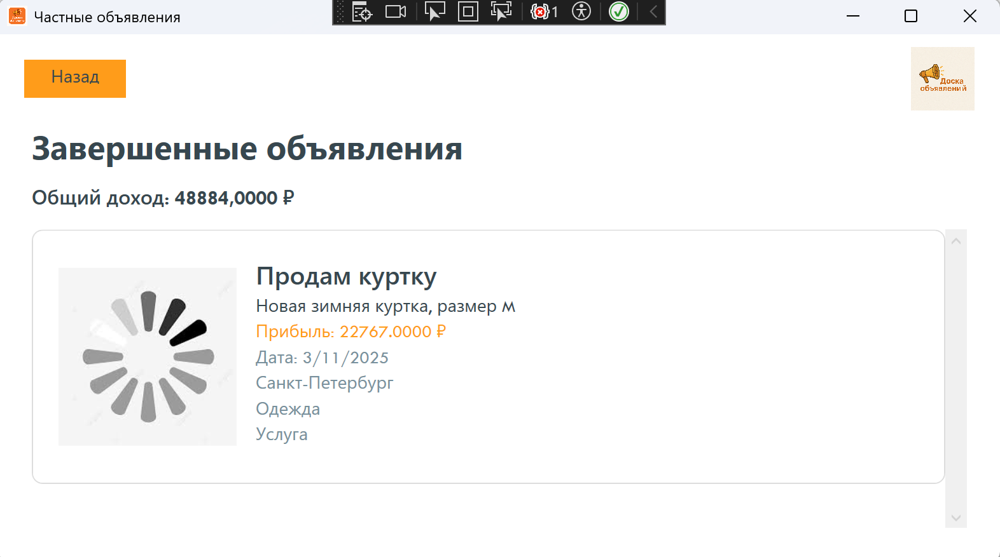 Частные объявления
1
Назад
Доска
объявлений
Завершенные объявления
Общий доход: 48884,0000 ₽
Продам куртку
Новая зимняя куртка, размер M
Прибыль: 22767.0000 ₽
Дата: 3/11/2025
Санкт-Петербург
Одежда
Услуга